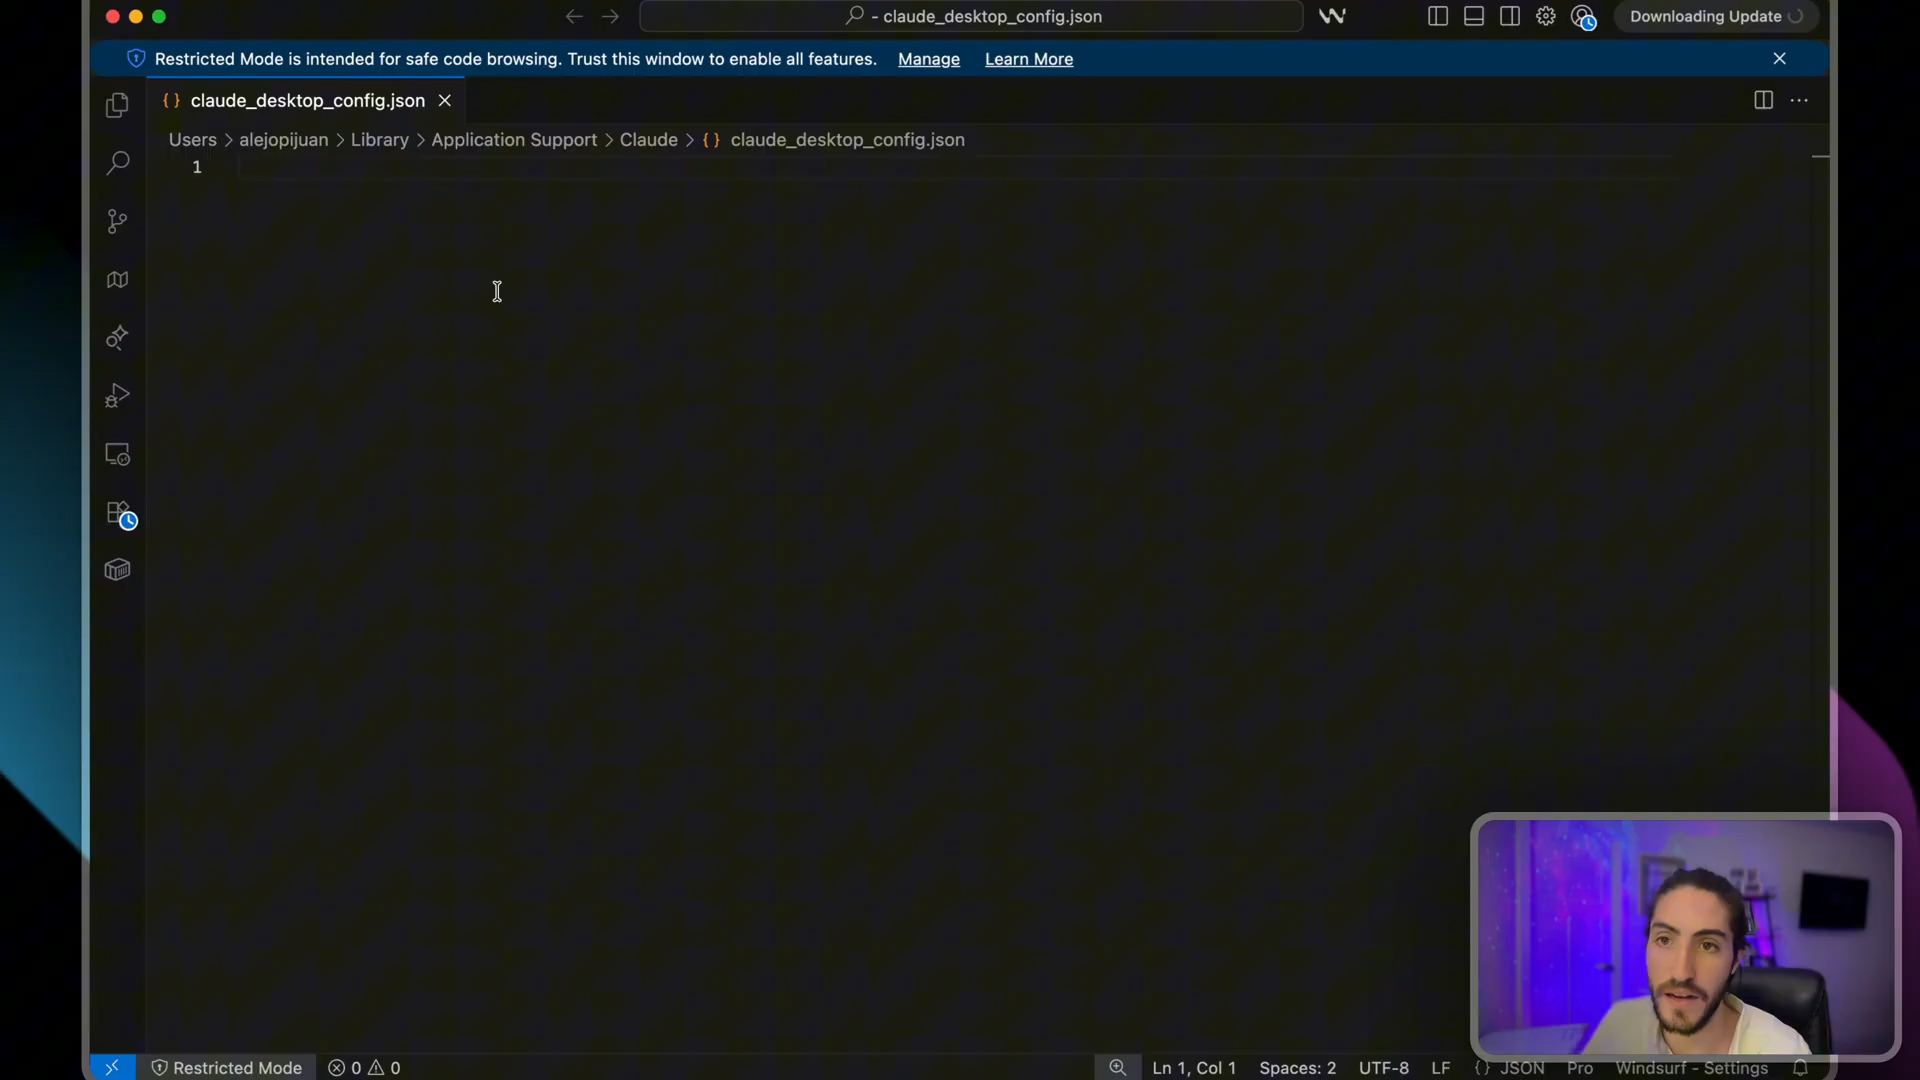 - claude_desktop_config.json
Downloading Update
Restricted Mode is intended for safe code browsing. Trust this window to enable all features. Manage Learn More
{ } claude_desktop_config.json
Users > alejopijuan > Library > Application Support > Claude > { } claude_desktop_config.json
1
Restricted Mode 0 0 Ln 1, Col 1 Spaces: 2 UTF-8 LF { } JSON Pro Windsurf - Settings